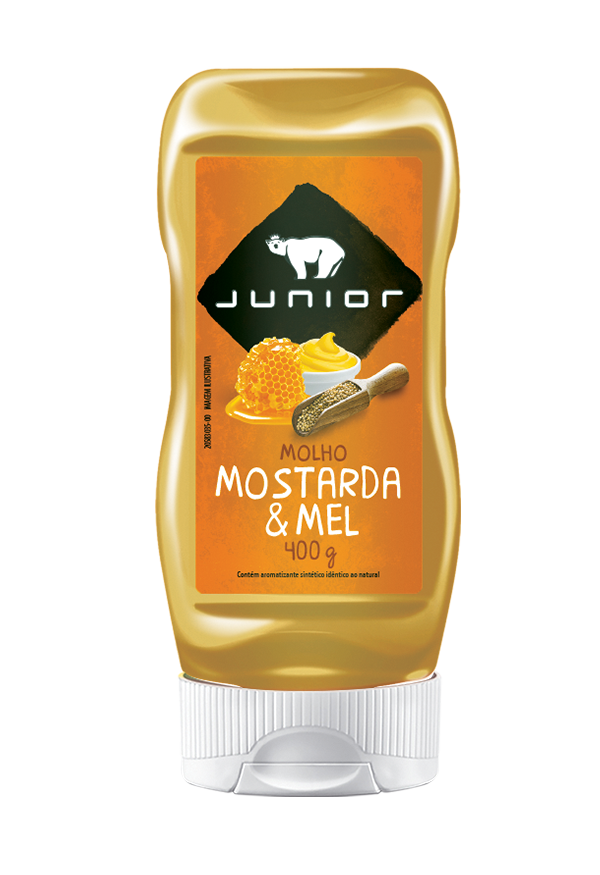 JUNIOR
MOLHO
MOSTARDA
& MEL
400 g
Contém aromatizante sintético idêntico ao natural
IMAGEM ILUSTRATIVA